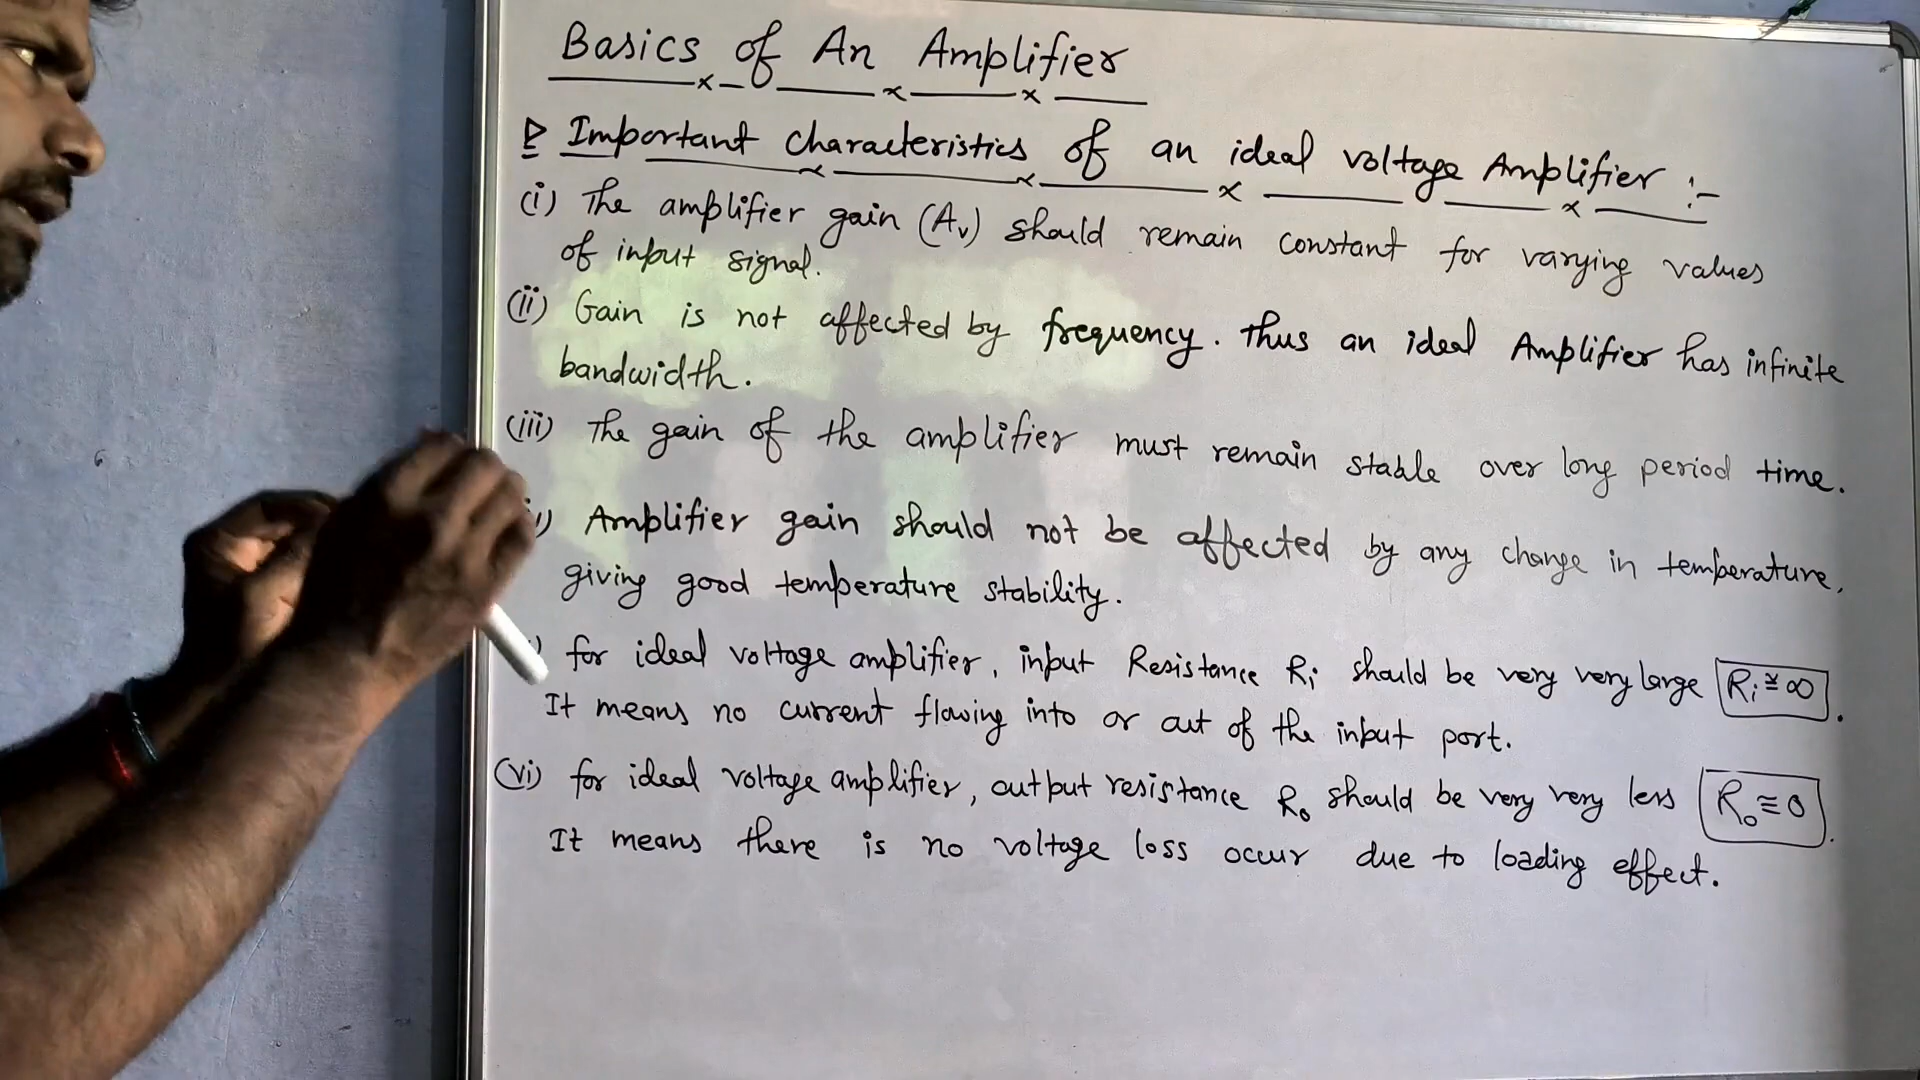 Basics of An Amplifier
Important characteristics of an ideal voltage Amplifier :-
(i) The amplifier gain (Av) should remain constant for varying values
of input signal.
(ii) Gain is not affected by frequency. Thus an ideal Amplifier has infinite
bandwidth.
(iii) The gain of the amplifier must remain stable over long period time.
Amplifier gain should not be affected by any change in temperature,
giving good temperature stability.
for ideal voltage amplifier, input Resistance Ri should be very very large Ri ≅ ∞
It means no current flowing into or out of the input port.
(vi) for ideal voltage amplifier, output resistance Ro should be very very less Ro ≡ 0
It means there is no voltage loss occur due to loading effect.